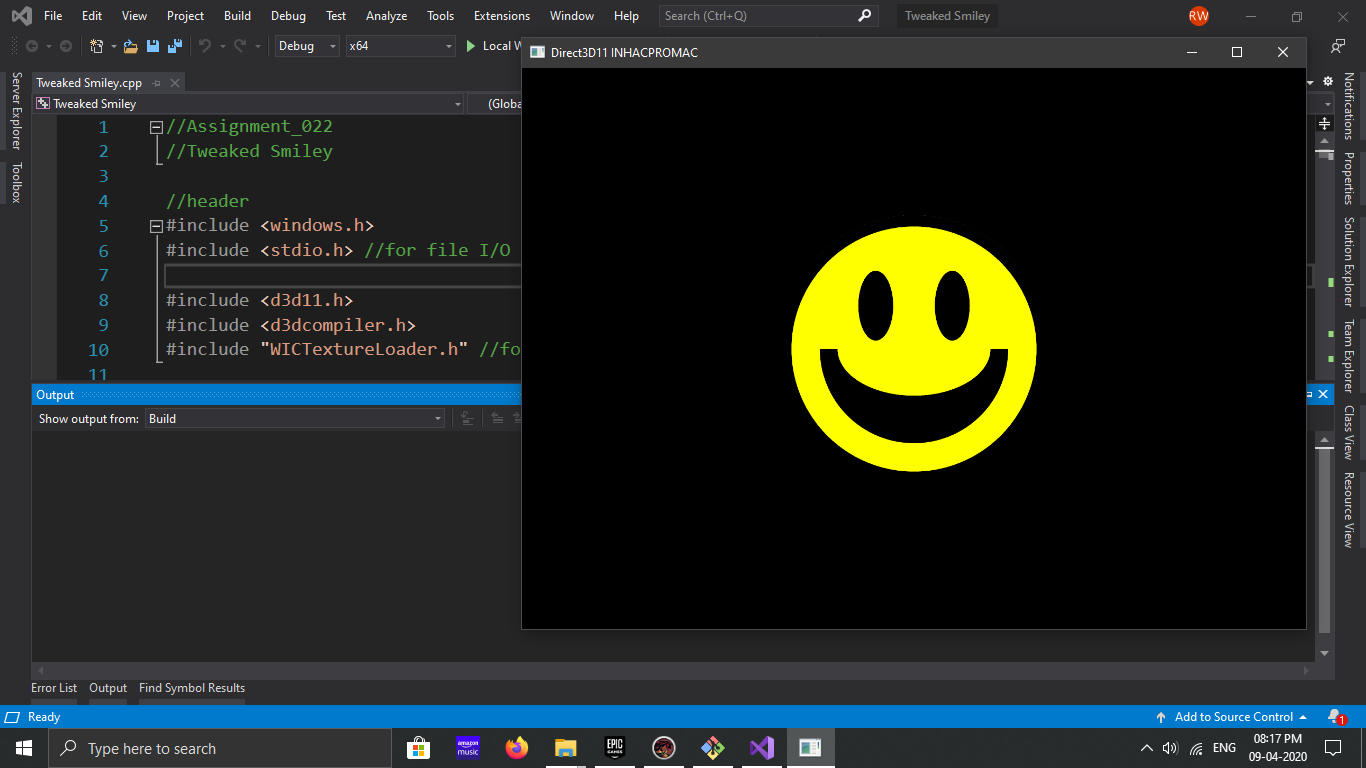 File Edit View Project Build Debug Test Analyze Tools Extensions Window Help Search (Ctrl+Q) Tweaked Smiley RW
Debug x64 Local W
Direct3D11 INHACPROMAC
Server Explorer
Toolbox
Tweaked Smiley.cpp
Tweaked Smiley (Globa
1 //Assignment_022
2 //Tweaked Smiley
3
4 //header
5 #include <windows.h>
6 #include <stdio.h> //for file I/O
7
8 #include <d3d11.h>
9 #include <d3dcompiler.h>
10 #include "WICTextureLoader.h" //fo
11
Notifications
Properties
Solution Explorer
Team Explorer
Class View
Resource View
Output
Show output from: Build
Error List Output Find Symbol Results
Ready Add to Source Control 1
Type here to search amazon music EPIC GAMES ENG 08:17 PM
09-04-2020